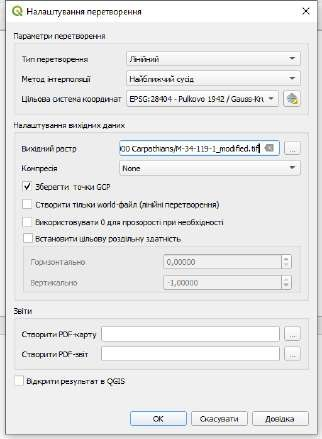 Налаштування перетворення
Параметри перетворення
Тип перетворення Лінійний
Метод інтерполяції Найближчий сусід
Цільова система координат EPSG:28404 - Pulkovo 1942 / Gauss-Kru
Налаштування вихідних даних
Вихідний растр 00 Carpathians/M-34-119-1_modified.tif ...
Компресія None
Зберегти точки GCP
Створити тільки world-файл (лінійні перетворення)
Використовувати 0 для прозорості при необхідності
Встановити цільову роздільну здатність
Горизонтально 0,00000
Вертикально -1,00000
Звіти
Створити PDF-карту ...
Створити PDF-звіт ...
Відкрити результат в QGIS
OK Скасувати Довідка